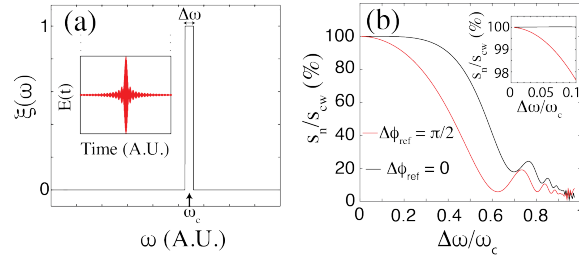 (a)
Δω
1
ξ(ω)
E(t)
Time (A.U.)
0
ω_c
ω (A.U.)
(b)
100
80
60
40
20
0
s_n/s_cw (%)
Δϕ_ref = π/2
Δϕ_ref = 0
0 0.2 0.4 0.6 0.8
Δω/ω_c
100
99
98
s_n/s_cw (%)
0 0.05 0.1
Δω/ω_c